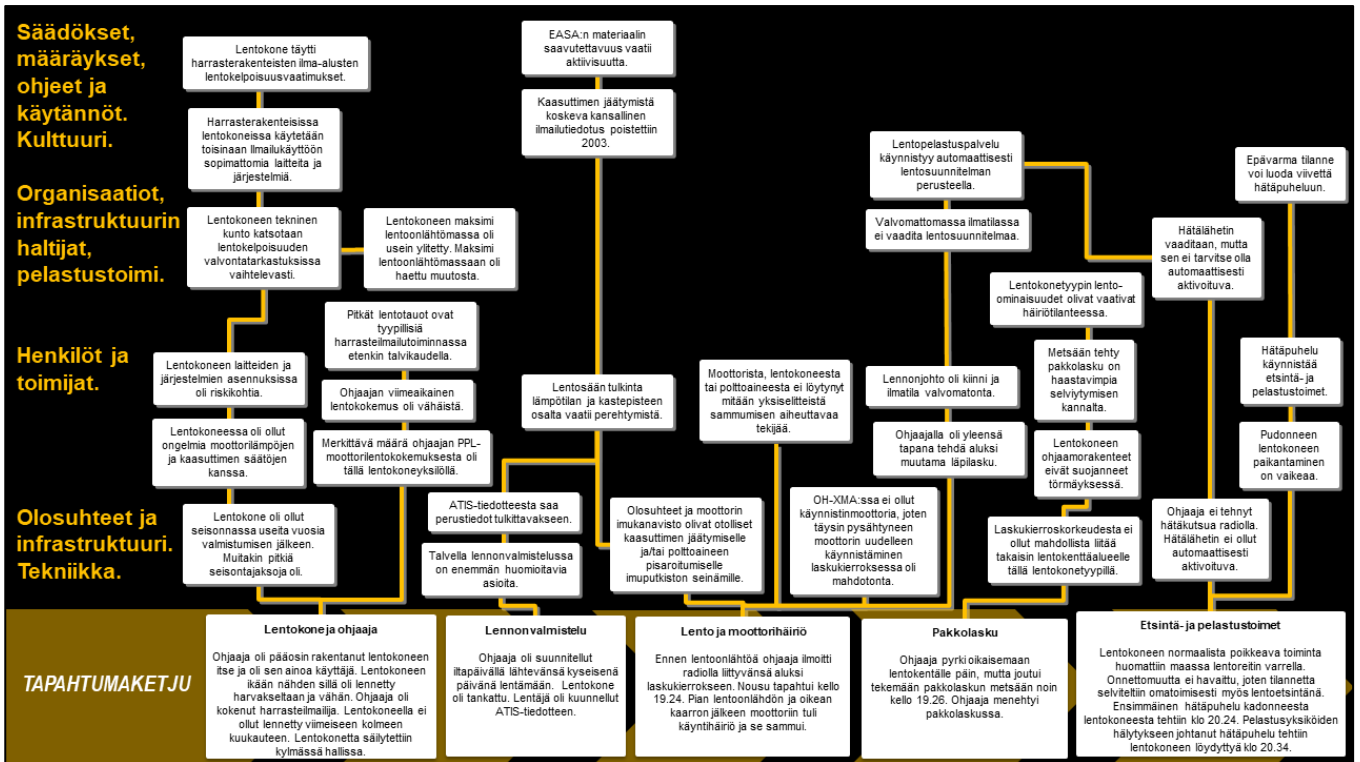 Säädökset,
määräykset,
ohjeet ja
käytännöt.
Kulttuuri.
Organisaatiot,
infrastruktuurin
haltijat,
pelastustoimi.
Henkilöt ja
toimijat.
Olosuhteet ja
infrastruktuuri.
Tekniikka.
Lentokone täytti
harrasterakenteisten ilma-alusten
lentokelpoisuusvaatimukset.
Harrasterakenteisissa
lentokoneissa käytetään
toisinaan Ilmailukäyttöön
sopimattomia laitteita ja
järjestelmiä.
Lentokoneen tekninen
kunto katsotaan
lentokelpoisuuden
valvontatarkastuksissa
vaihtelevasti.
Lentokoneen maksimi
lentoonlähtömassa oli
usein ylitetty. Maksimi
lentoonlähtömassaan oli
haettu muutosta.
Lentokoneen laitteiden ja
järjestelmien asennuksissa
oli riskikohtia.
Lentokoneessa oli ollut
ongelmia moottorilämpöjen
ja kaasuttimen säätöjen
kanssa.
Lentokone oli ollut
seisonnassa useita vuosia
valmistumisen jälkeen.
Muitakin pitkiä
seisontajaksoja oli.
Pitkät lentotauot ovat
tyypillisiä
harrasteilmailutoiminnassa
etenkin talvikaudella.
Ohjaajan viimeaikainen
lentokokemus oli vähäistä.
Merkittävä määrä ohjaajan PPL-
moottorilentokokemuksesta oli
tällä lentokoneyksilöllä.
EASA:n materiaalin
saavutettavuus vaatii
aktiivisuutta.
Kaasuttimen jäätymistä
koskeva kansallinen
ilmailutiedotus poistettiin
2003.
Lentosään tulkinta
lämpötilan ja kastepisteen
osalta vaatii perehtymistä.
ATIS-tiedotteesta saa
perustiedot tulkittavakseen.
Talvella lennonvalmistelussa
on enemmän huomioitavia
asioita.
Olosuhteet ja moottorin
imukanavisto olivat otolliset
kaasuttimen jäätymiselle
ja/tai polttoaineen
pisaroitumiselle
imuputkiston seinämille.
Moottorista, lentokoneesta
tai polttoaineesta ei löytynyt
mitään yksiselitteistä
sammumisen aiheuttavaa
tekijää.
OH-XMA:ssa ei ollut
käynnistinmoottoria, joten
täysin pysähtyneen
moottorin uudelleen
käynnistäminen
laskukierroksessa oli
mahdotonta.
Lentopelastuspalvelu
käynnistyy automaattisesti
lentosuunnitelman
perusteella.
Valvomattomassa ilmatilassa
ei vaadita lentosuunnitelmaa.
Lennonjohto oli kiinni ja
ilmatila valvomatonta.
Ohjaajalla oli yleensä
tapana tehdä aluksi
muutama läpilasku.
Lentokonetyypin lento-
ominaisuudet olivat vaativat
häiriötilanteessa.
Metsään tehty
pakkolasku on
haastavimpia
selviytymisen
kannalta.
Lentokoneen
ohjaamorakenteet
eivät suojanneet
törmäyksessä.
Laskukierroskorkeudesta ei
ollut mahdollista liitää
takaisin lentokenttäalueelle
tällä lentokonetyypillä.
Hätälähetin
vaaditaan, mutta
sen ei tarvitse olla
automaattisesti
aktivoituva.
Ohjaaja ei tehnyt
hätäkutsua radiolla.
Hätälähetin ei ollut
automaattisesti
aktivoituva.
Epävarma tilanne
voi luoda viivettä
hätäpuheluun.
Hätäpuhelu
käynnistää
etsintä- ja
pelastustoimet.
Pudonneen
lentokoneen
paikantaminen
on vaikeaa.
TAPAHTUMAKETJU
Lentokone ja ohjaaja
Ohjaaja oli pääosin rakentanut lentokoneen
itse ja oli sen ainoa käyttäjä. Lentokoneen
ikään nähden sillä oli lennetty
harvakseltaan ja vähän. Ohjaaja oli
kokenut harrasteilmailija. Lentokoneella ei
ollut lennetty viimeiseen kolmeen
kuukauteen. Lentokonetta säilytettiin
kylmässä hallissa.
Lennonvalmistelu
Ohjaaja oli suunnitellut
iltapäivällä lähtevänsä kyseisenä
päivänä lentämään. Lentokone
oli tankattu. Lentäjä oli kuunnellut
ATIS-tiedotteen.
Lento ja moottorihäiriö
Ennen lentoonlähtöä ohjaaja ilmoitti
radiolla liittyvänsä aluksi
laskukierrokseen. Nousu tapahtui kello
19.24. Pian lentoonlähdön ja oikean
kaarron jälkeen moottoriin tuli
käyntihäiriö ja se sammui.
Pakkolasku
Ohjaaja pyrki oikaisemaan
lentokentälle päin, mutta joutui
tekemään pakkolaskun metsään noin
kello 19.26. Ohjaaja menehtyi
pakkolaskussa.
Etsintä- ja pelastustoimet
Lentokoneen normaalista poikkeava toiminta
huomattiin maassa lentoreitin varrella.
Onnettomuutta ei havaittu, joten tilannetta
selviteltiin omatoimisesti myös lentoetsintänä.
Ensimmäinen hätäpuhelu kadonneesta
lentokoneesta tehtiin klo 20.24. Pelastusyksiköiden
hälytykseen johtanut hätäpuhelu tehtiin
lentokoneen löydyttyä klo 20.34.